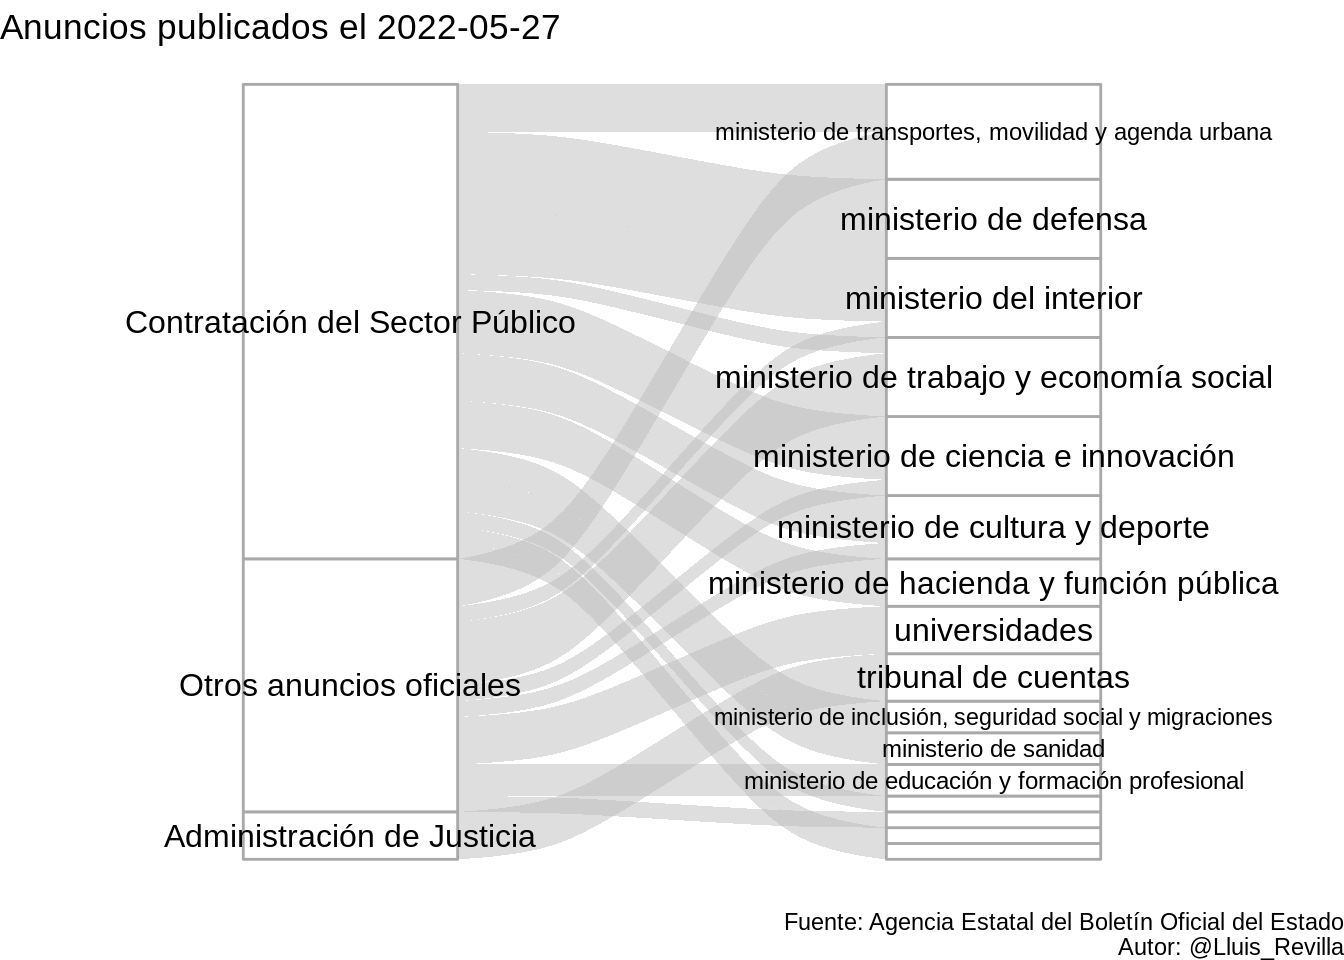 Anuncios publicados el 2022-05-27
ministerio de transportes, movilidad y agenda urbana
ministerio de defensa
ministerio del interior
Contratación del Sector Público
ministerio de trabajo y economía social
ministerio de ciencia e innovación
ministerio de cultura y deporte
ministerio de hacienda y función pública
universidades
tribunal de cuentas
Otros anuncios oficiales
ministerio de inclusión, seguridad social y migraciones
ministerio de sanidad
ministerio de educación y formación profesional
Administración de Justicia
Fuente: Agencia Estatal del Boletín Oficial del Estado
Autor: @Lluis_Revilla